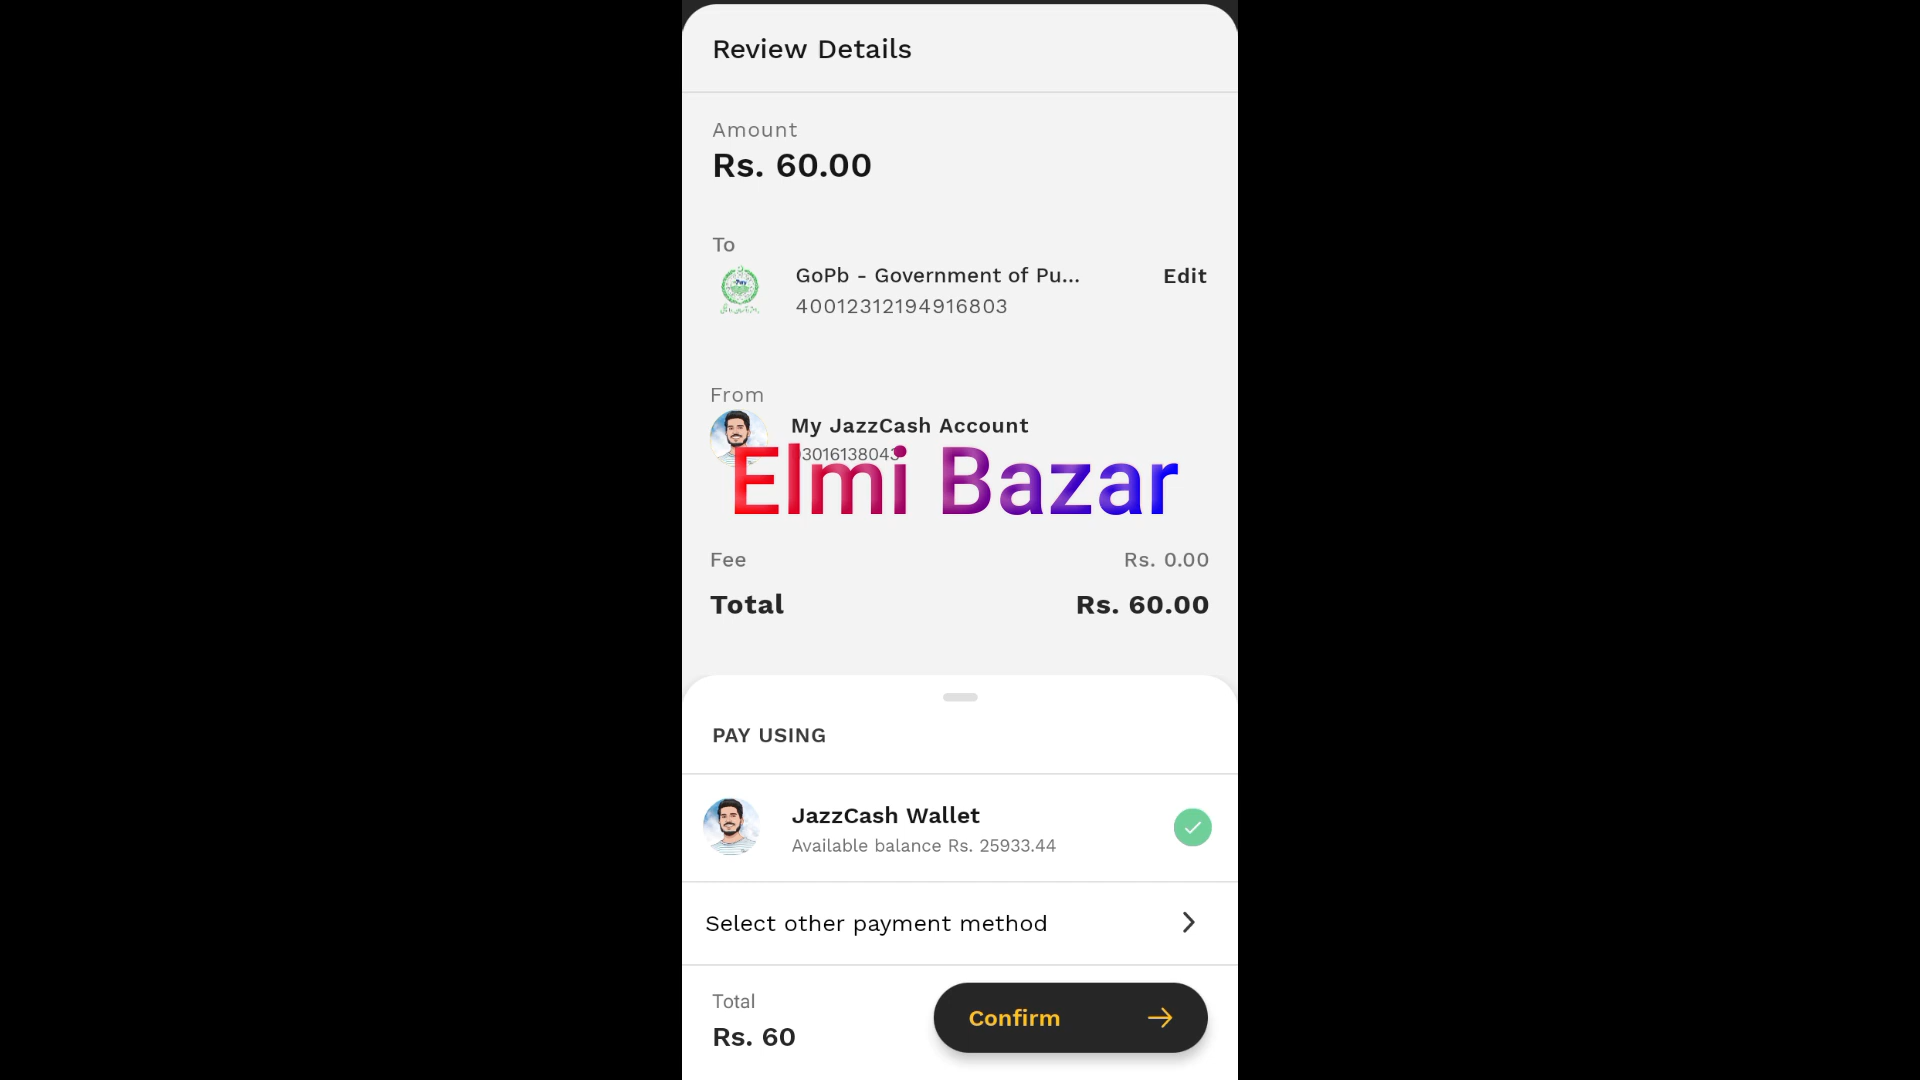 Review Details
Amount
Rs. 60.00
To
GoPb - Government of Pu...
Edit
40012312194916803
From
My JazzCash Account
03016138043
Elmi Bazar
Fee
Rs. 0.00
Total
Rs. 60.00
PAY USING
JazzCash Wallet
Available balance Rs. 25933.44
Select other payment method
Total
Rs. 60
Confirm